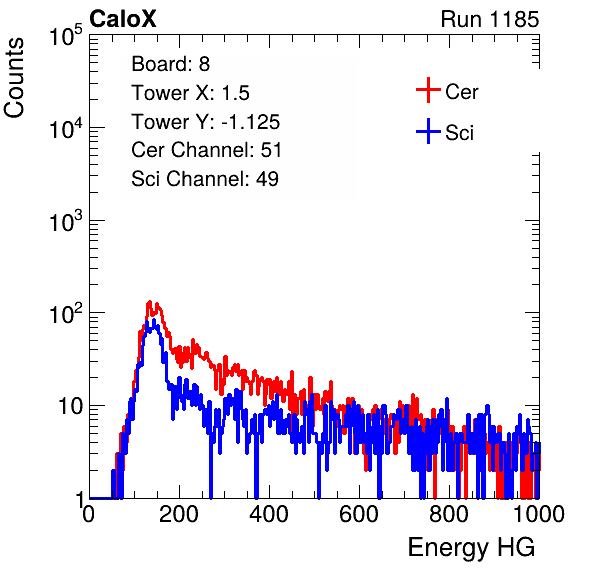 CaloX Run 1185
Counts
Board: 8
Tower X: 1.5
Tower Y: -1.125
Cer Channel: 51
Sci Channel: 49
Cer
Sci
10^5
10^4
10^3
10^2
10
1
0 200 400 600 800 1000
Energy HG